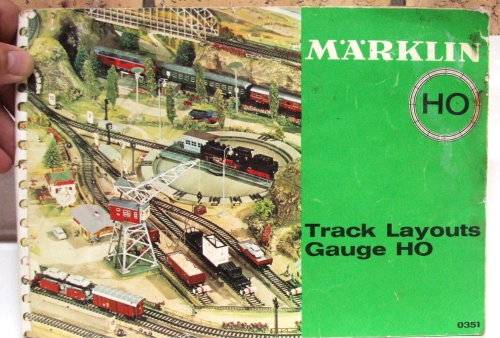 MÄRKLIN
HO
Track Layouts
Gauge HO
0351